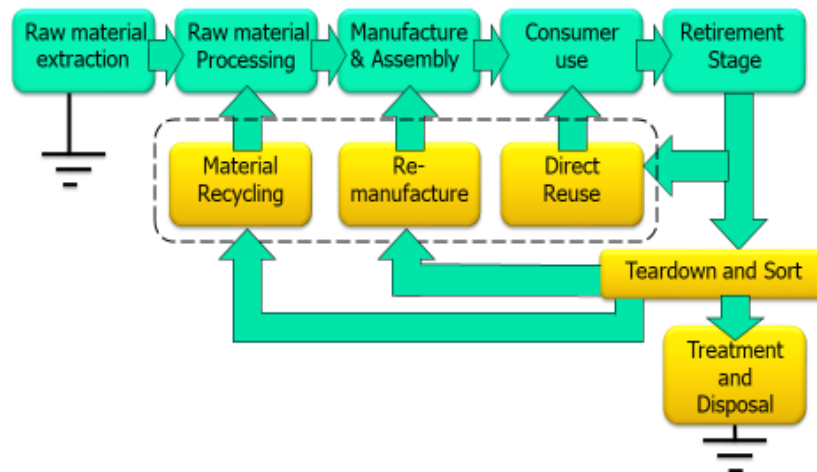 Raw material
extraction
Raw material
Processing
Manufacture
& Assembly
Consumer
use
Retirement
Stage
Material
Recycling
Re-
manufacture
Direct
Reuse
Teardown and Sort
Treatment
and
Disposal